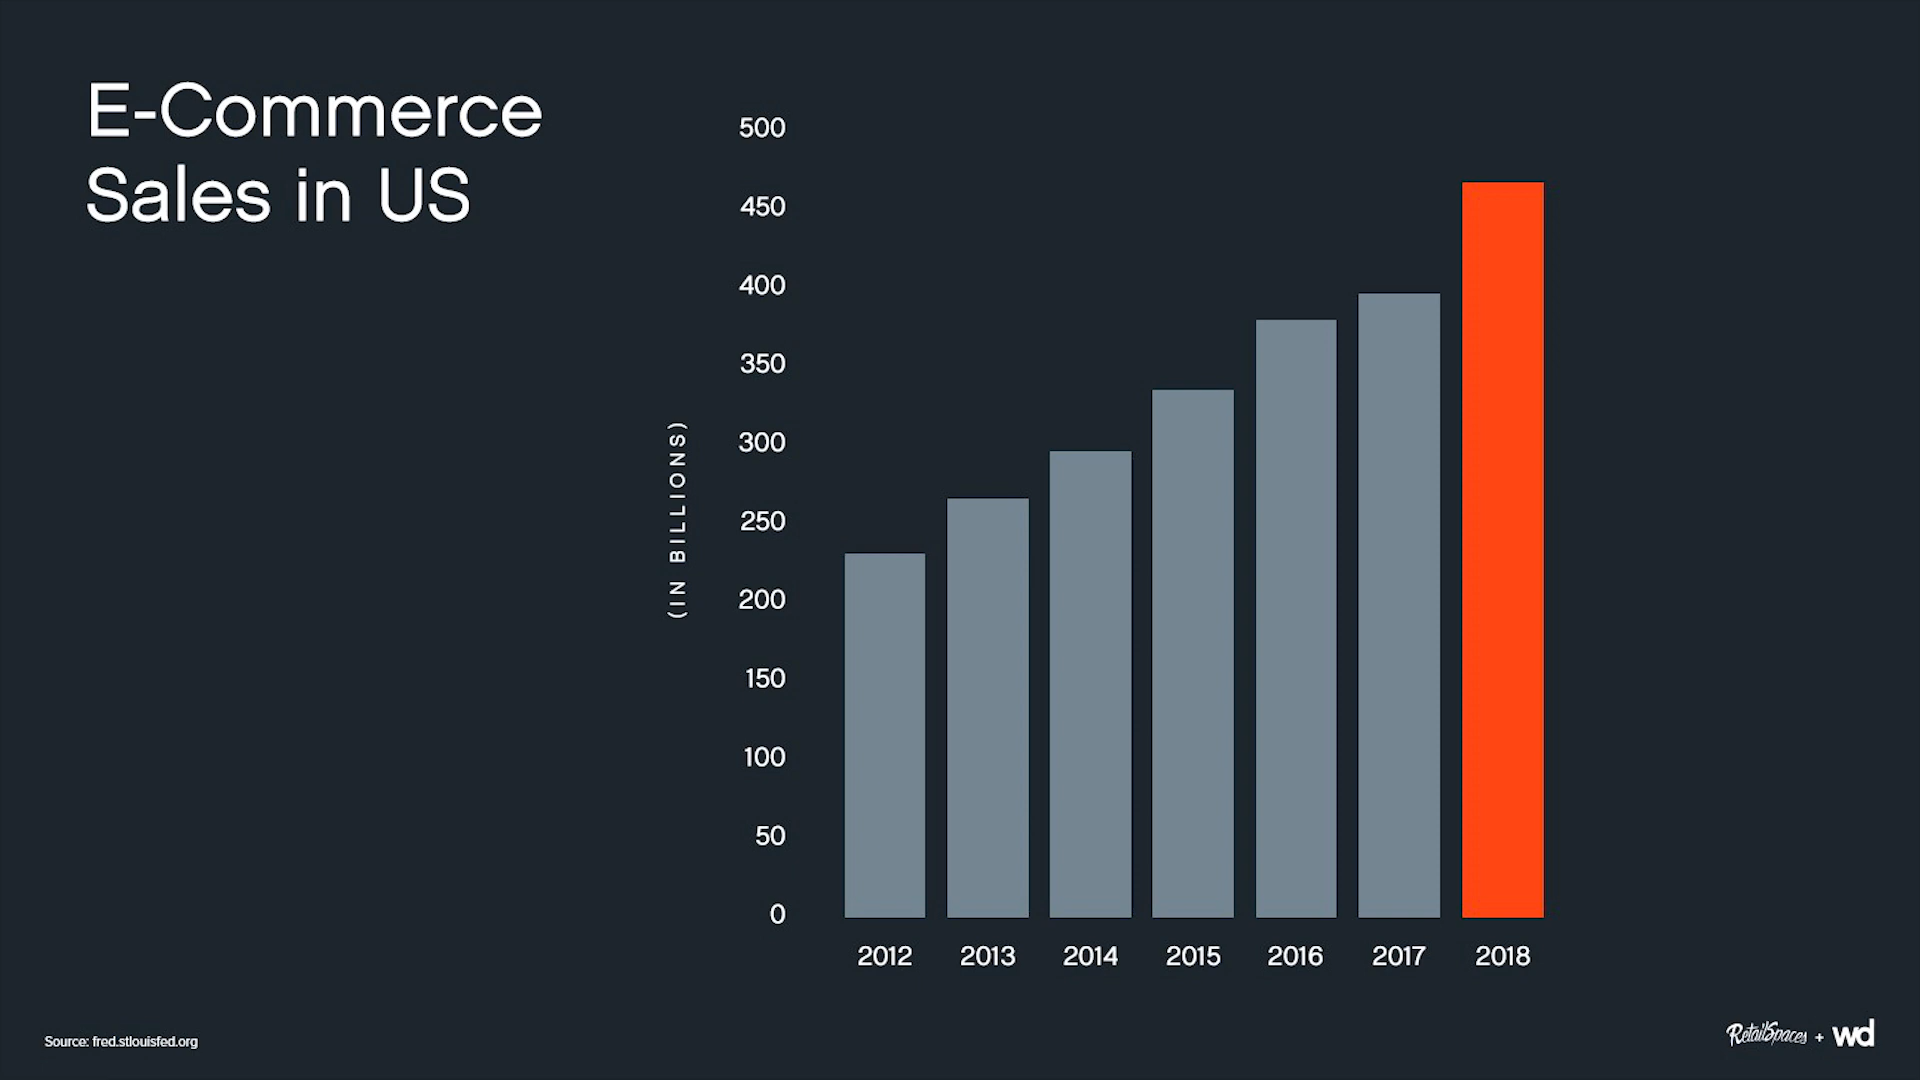 E-Commerce
Sales in US
500
450
400
350
300
250
200
150
100
50
0
(IN BILLIONS)
2012 2013 2014 2015 2016 2017 2018
Source: fred.stlouisfed.org
RetailSpaces + wd